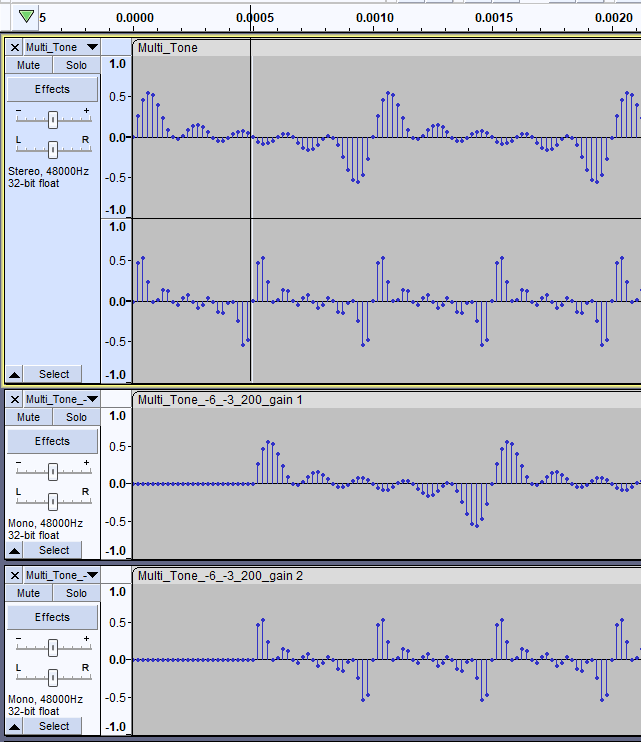 5 0.0000 0.0005 0.0010 0.0015 0.0020
Multi_Tone
Multi_Tone
Mute Solo
Effects
- +
L R
Stereo, 48000Hz
32-bit float
Select
1.0
0.5
0.0
-0.5
-1.0
1.0
0.5
0.0
-0.5
-1.0
Multi_Tone_-
Multi_Tone_-6_-3_200_gain 1
Mute Solo
Effects
- +
L R
Mono, 48000Hz
32-bit float
Select
1.0
0.5
0.0
-0.5
-1.0
Multi_Tone_-
Multi_Tone_-6_-3_200_gain 2
Mute Solo
Effects
- +
L R
Mono, 48000Hz
32-bit float
Select
1.0
0.5
0.0
-0.5
-1.0